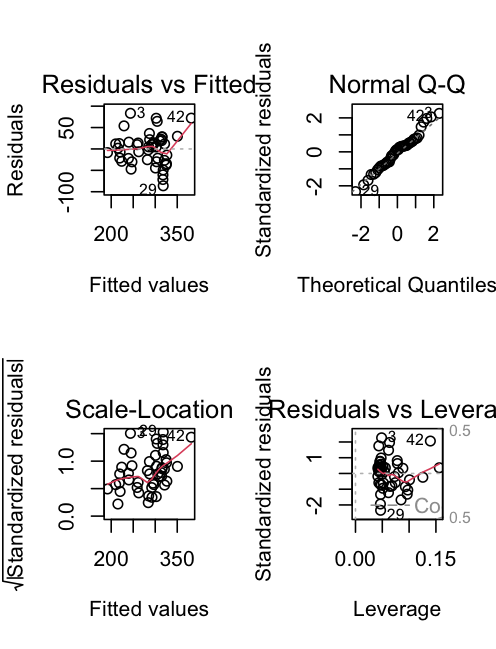 Residuals vs Fitted
Residuals
50
-100
3
42
29
200 350
Fitted values
Normal Q-Q
Standardized residuals
2
0
-2
42
3
29
-2 0 2
Theoretical Quantiles
Scale-Location
√|Standardized residuals|
1.0
0.0
3
29
42
200 350
Fitted values
Residuals vs Levera
Standardized residuals
1
-2
3
42
29
0.5
0.5
Co
0.00 0.15
Leverage